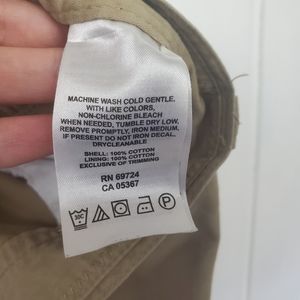 MACHINE WASH COLD GENTLE,
WITH LIKE COLORS,
NON-CHLORINE BLEACH
WHEN NEEDED, TUMBLE DRY LOW,
REMOVE PROMPTLY, IRON MEDIUM,
IF PRESENT DO NOT IRON DECAL,
DRYCLEANABLE
SHELL: 100% COTTON
LINING: 100% COTTON
EXCLUSIVE OF TRIMMING
RN 69724
CA 05367
30C
P